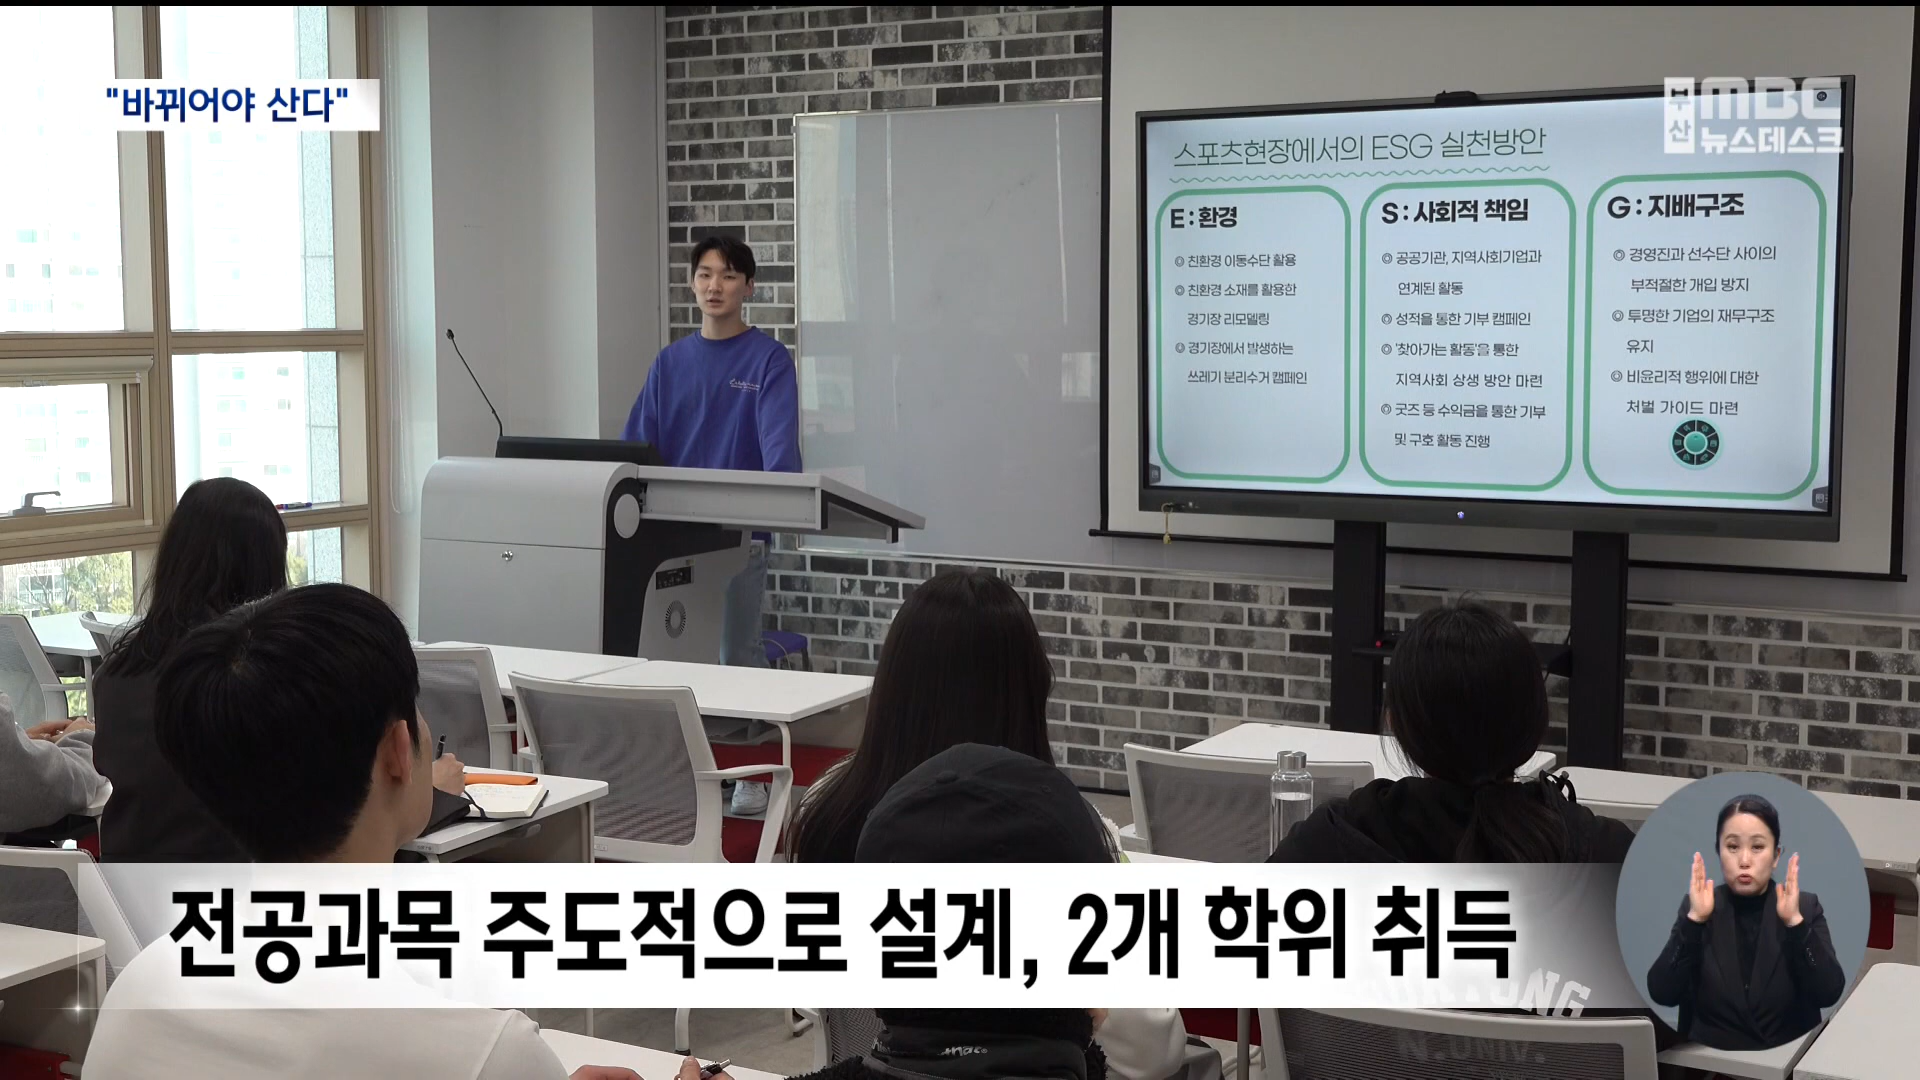 "바뀌어야 산다"
부산 MBC
뉴스데스크
스포츠현장에서의 ESG 실천방안
E : 환경
◎ 친환경 이동수단 활용
◎ 친환경 소재를 활용한
경기장 리모델링
◎ 경기장에서 발생하는
쓰레기 분리수거 캠페인
S : 사회적 책임
◎ 공공기관, 지역사회기업과
연계된 활동
◎ 성적을 통한 기부 캠페인
◎ '찾아가는 활동'을 통한
지역사회 상생 방안 마련
◎ 굿즈 등 수익금을 통한 기부
및 구호 활동 진행
G : 지배구조
◎ 경영진과 선수단 사이의
부적절한 개입 방지
◎ 투명한 기업의 재무구조
유지
◎ 비윤리적 행위에 대한
처벌 가이드 마련
전공과목 주도적으로 설계, 2개 학위 취득